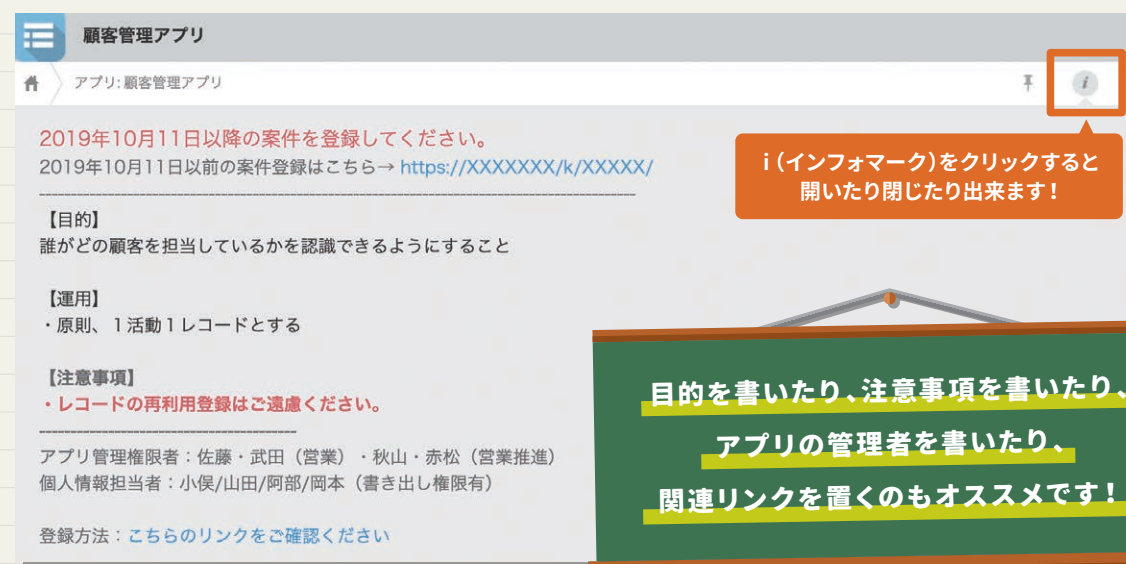 顧客管理アプリ
アプリ: 顧客管理アプリ
i
2019年10月11日以降の案件を登録してください。
2019年10月11日以前の案件登録はこちら→ https://XXXXXXX/k/XXXXX/
i（インフォマーク）をクリックすると
開いたり閉じたり出来ます！
【目的】
誰がどの顧客を担当しているかを認識できるようにすること
【運用】
・原則、１活動１レコードとする
【注意事項】
・レコードの再利用登録はご遠慮ください。
アプリ管理権限者：佐藤・武田（営業）・秋山・赤松（営業推進）
個人情報担当者：小俣/山田/阿部/岡本（書き出し権限有）
登録方法：こちらのリンクをご確認ください
目的を書いたり、注意事項を書いたり、
アプリの管理者を書いたり、
関連リンクを置くのもオススメです！